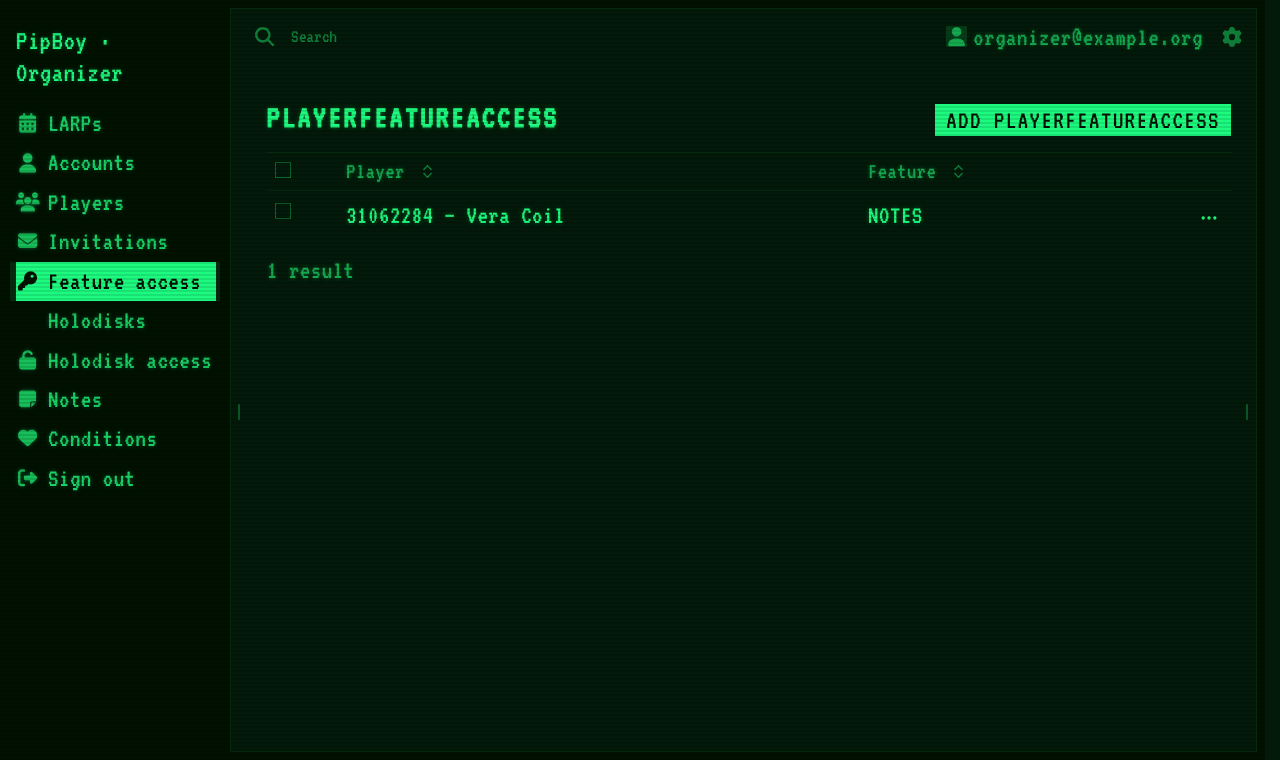 PipBoy ·
Organizer
LARPs
Accounts
Players
Invitations
Feature access
Holodisks
Holodisk access
Notes
Conditions
Sign out
Search
organizer@example.org
PLAYERFEATUREACCESS
ADD PLAYERFEATUREACCESS
Player
Feature
31062284 – Vera Coil
NOTES
1 result